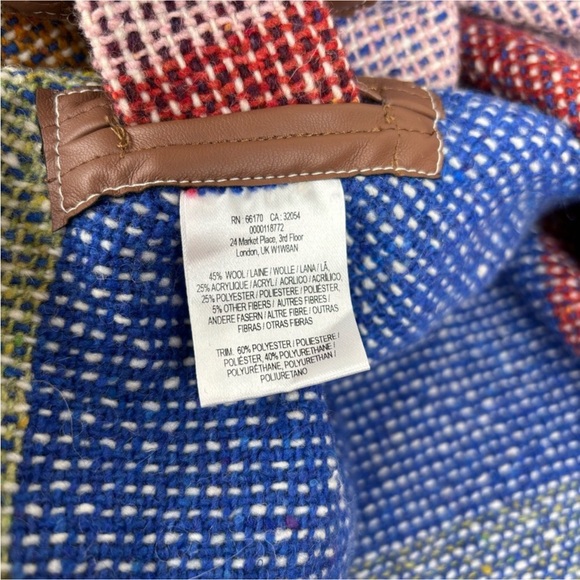 RN : 66170 CA : 32054
0000118772
24 Market Place, 3rd Floor
London, UK W1W8AN
45% WOOL / LAINE / WOLLE / LANA / LÃ,
25% ACRYLIQUE / ACRYL / ACRLICO / ACRÍLICO,
25% POLYESTER / POLIESTERE / POLIÉSTER,
5% OTHER FIBERS / AUTRES FIBRES /
ANDERE FASERN / ALTRE FIBRE / OUTRAS
FIBRAS / OTRAS FIBRAS
TRIM: 60% POLYESTER / POLIESTERE /
POLIÉSTER, 40% POLYURETHANE /
POLYURÉTHANE, POLYURETHAN /
POLIURETANO